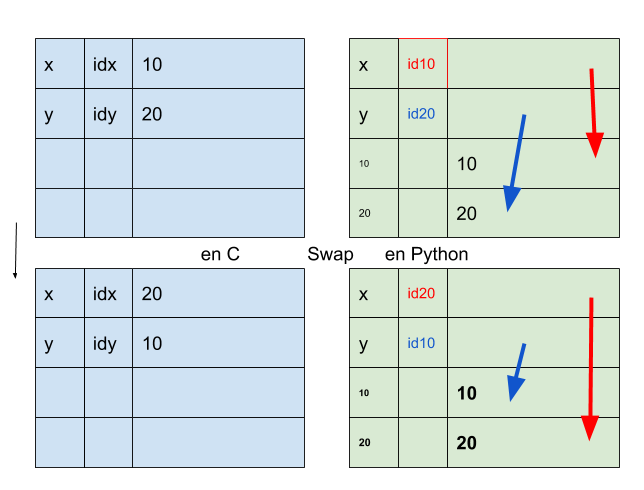 x idx 10
y idy 20
x id10
y id20
10 10
20 20
en C Swap en Python
x idx 20
y idy 10
x id20
y id10
10 10
20 20